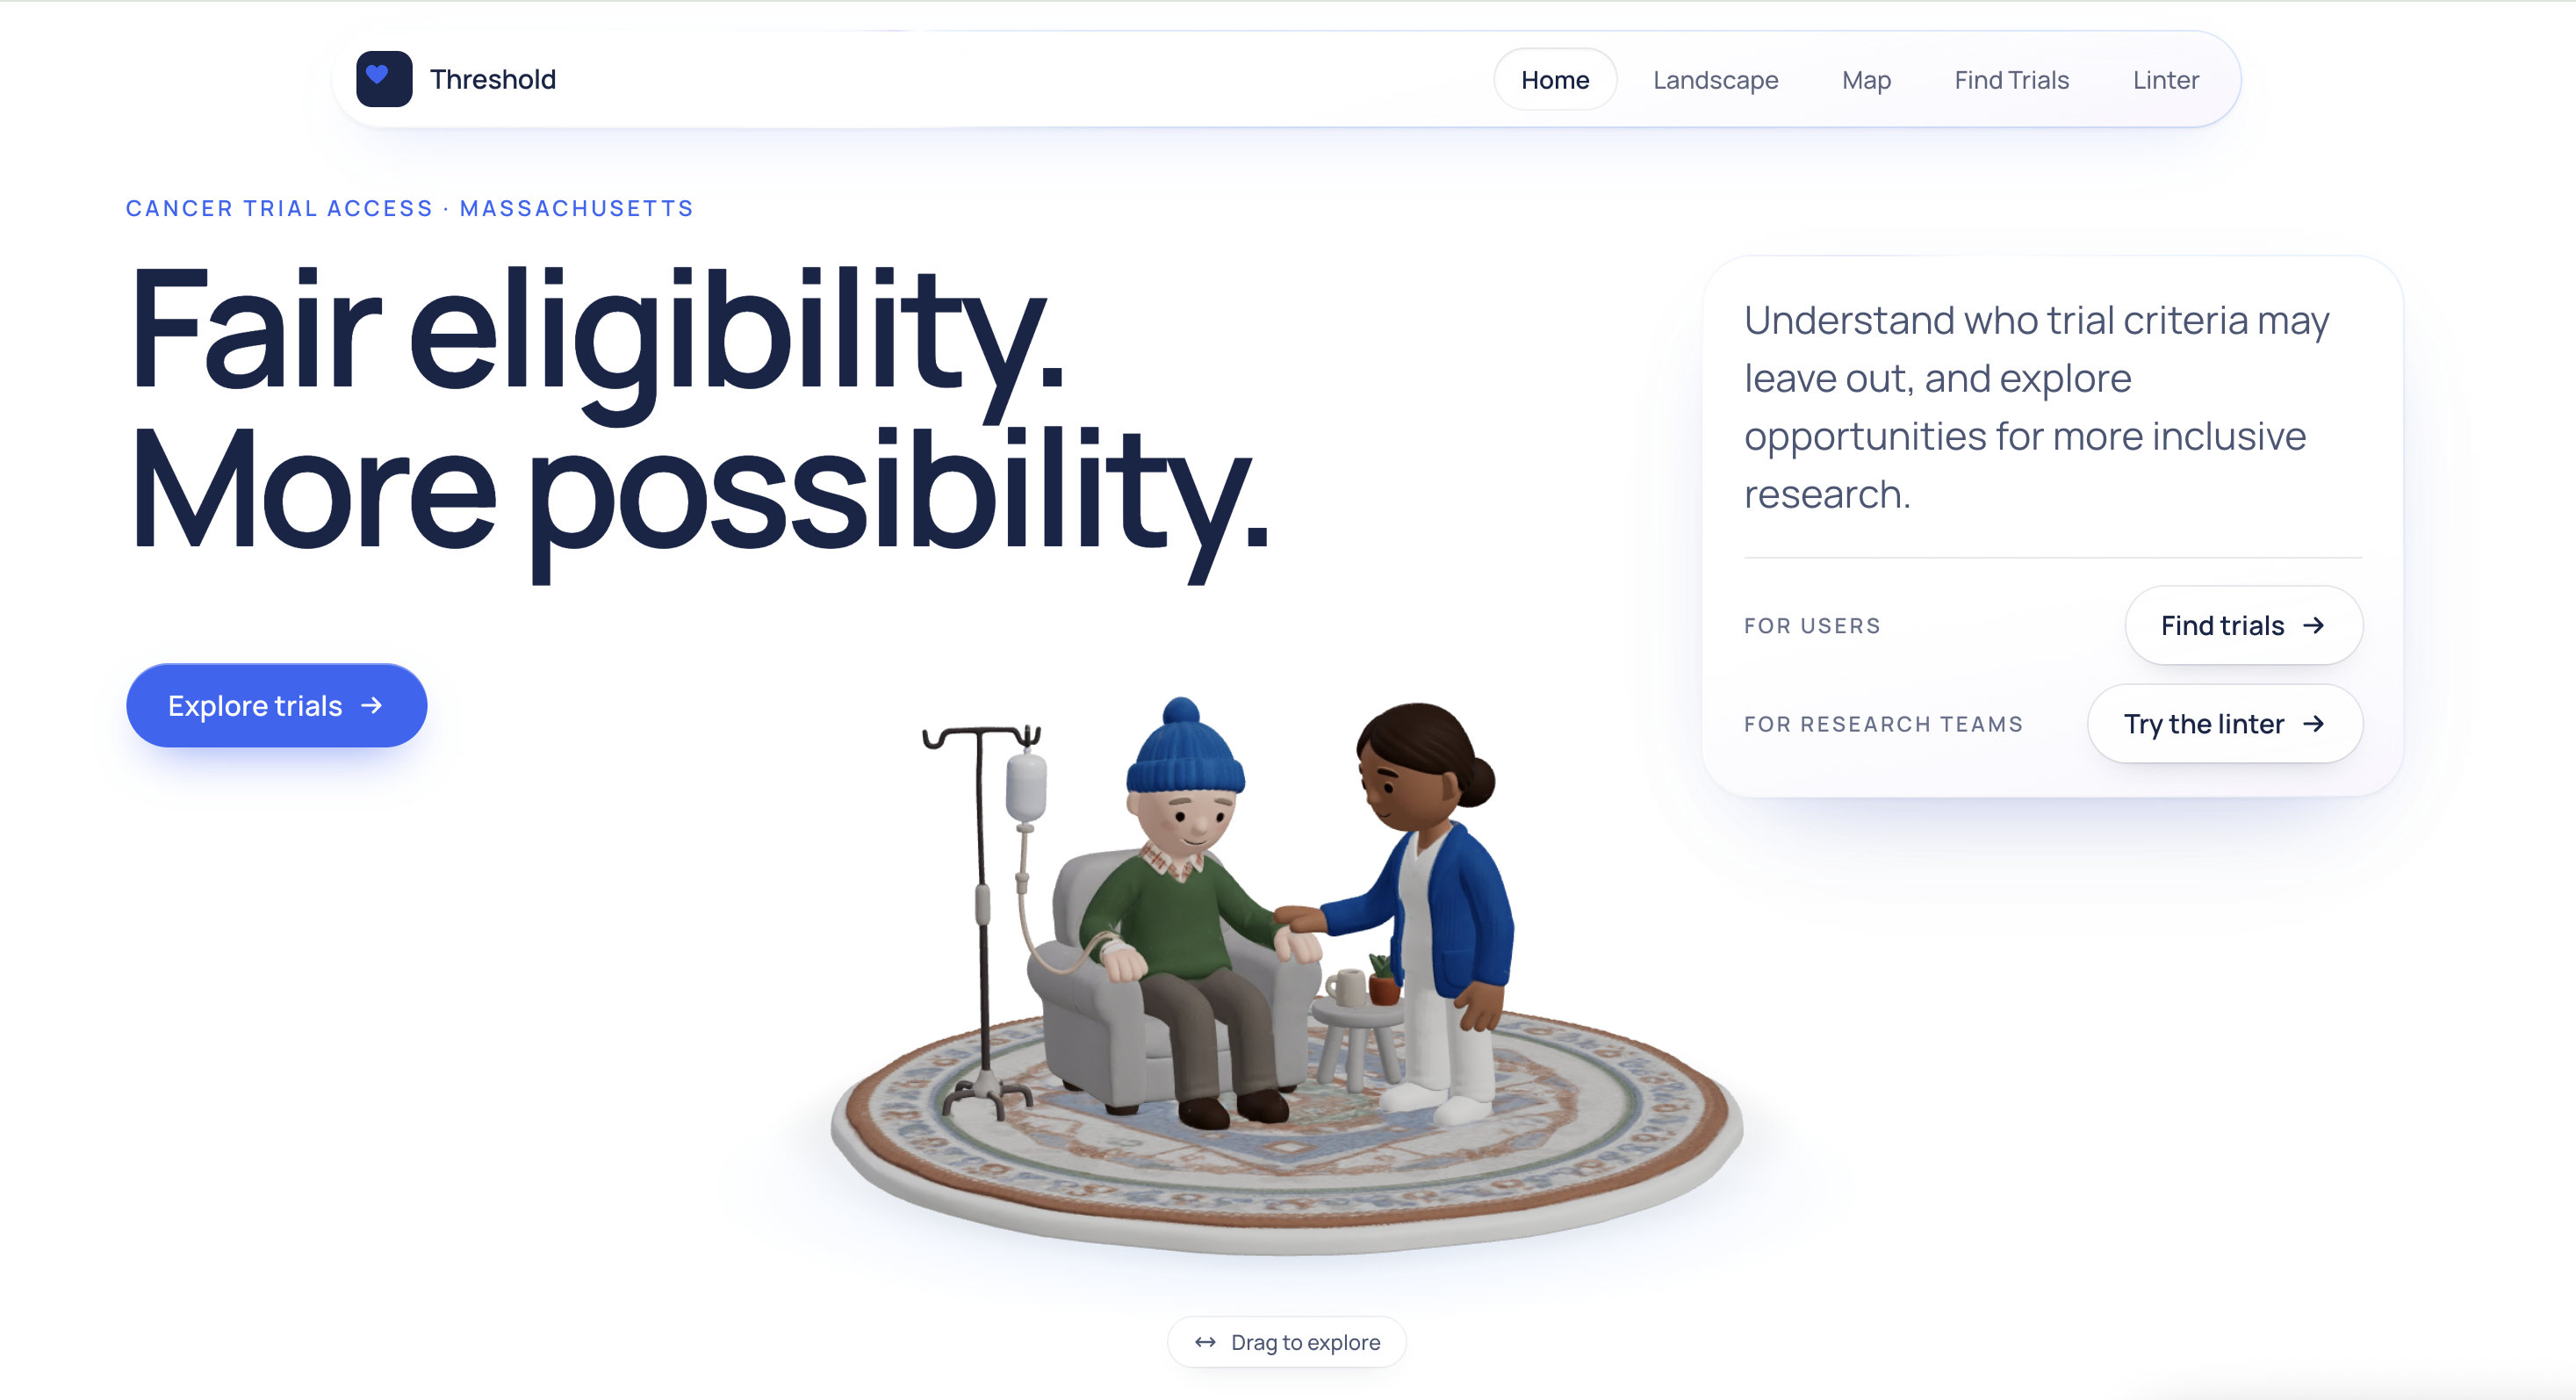 Threshold
Home
Landscape
Map
Find Trials
Linter
CANCER TRIAL ACCESS · MASSACHUSETTS
Fair eligibility.
More possibility.
Explore trials →
Understand who trial criteria may
leave out, and explore
opportunities for more inclusive
research.
FOR USERS
Find trials →
FOR RESEARCH TEAMS
Try the linter →
↔ Drag to explore